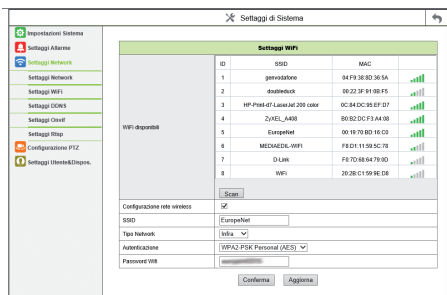 Settaggi di Sistema
Impostazioni Sistema
Settaggi Allarme
Settaggi Network
Settaggi Network
Settaggi WiFi
Settaggi DDNS
Settaggi Onvif
Settaggi Rtsp
Configurazione PTZ
Settaggi Utente&Dispos.
Settaggi WiFi
WiFi disponibili
ID SSID MAC
1 genvodafone 04:F9:38:8D:36:5A
2 doubleduck 00:22:3F:91:0B:F5
3 HP-Print-d7-LaserJet 200 color 0C:84:DC:95:EF:D7
4 ZyXEL_A408 B0:B2:DC:F3:A4:08
5 EuropeNet 00:19:70:BD:16:C0
6 MEDIAEDIL-WIFI F8:D1:11:59:5C:78
7 D-Link F0:7D:68:64:79:0D
8 WIFI 20:2B:C1:59:9E:D8
Scan
Configurazione rete wireless
SSID EuropeNet
Tipo Network Infra
Autenticazione WPA2-PSK Personal (AES)
Password Wifi
Conferma Aggiorna